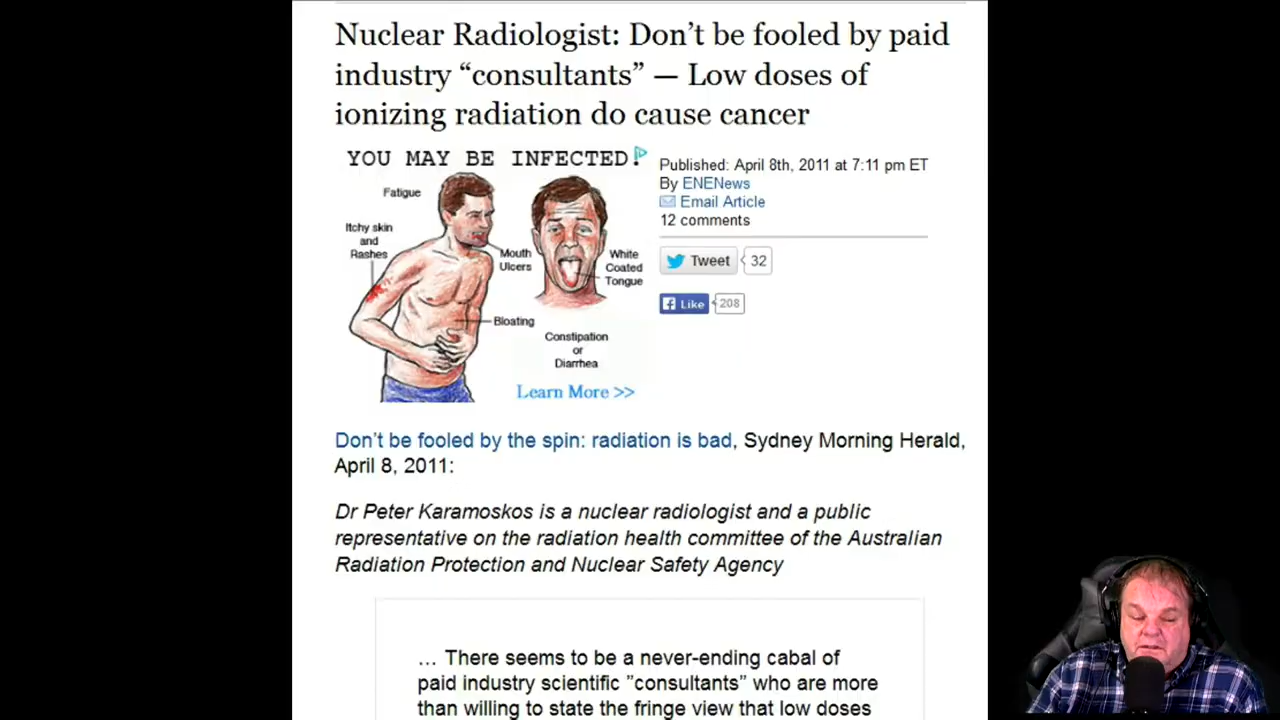 Nuclear Radiologist: Don’t be fooled by paid
industry “consultants” — Low doses of
ionizing radiation do cause cancer
YOU MAY BE INFECTED!
Fatigue
Itchy skin
and
Rashes
Mouth
Ulcers
White
Coated
Tongue
Bloating
Constipation
or
Diarrhea
Learn More >>
Published: April 8th, 2011 at 7:11 pm ET
By ENENews
Email Article
12 comments
Tweet 32
Like 208
Don’t be fooled by the spin: radiation is bad, Sydney Morning Herald,
April 8, 2011:
Dr Peter Karamoskos is a nuclear radiologist and a public
representative on the radiation health committee of the Australian
Radiation Protection and Nuclear Safety Agency
... There seems to be a never-ending cabal of
paid industry scientific ”consultants” who are more
than willing to state the fringe view that low doses